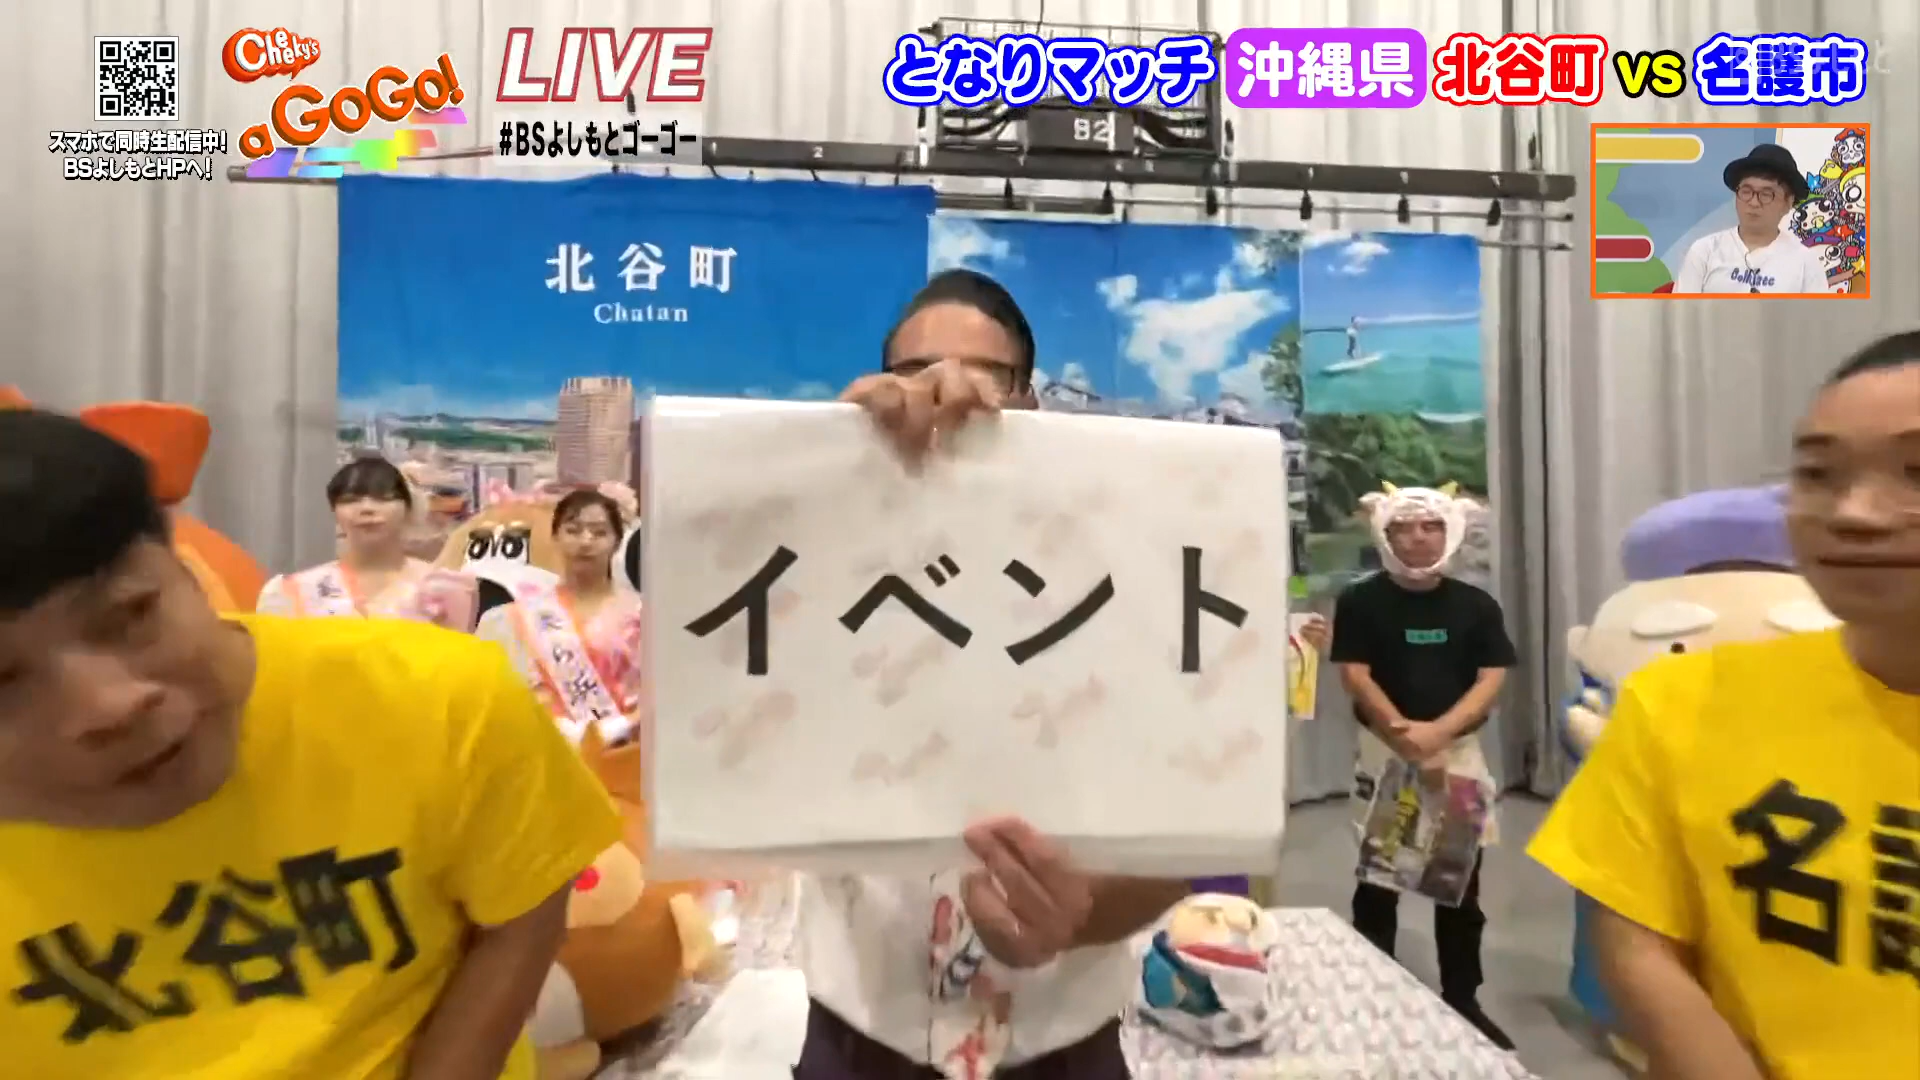 Cheeky's
a GoGo!
LIVE
#BSよしもとゴーゴー
スマホで同時生配信中!
BSよしもとHPへ!
となりマッチ 沖縄県 北谷町 vs 名護市
82
北谷町
Chatan
イベント
北谷町
名護